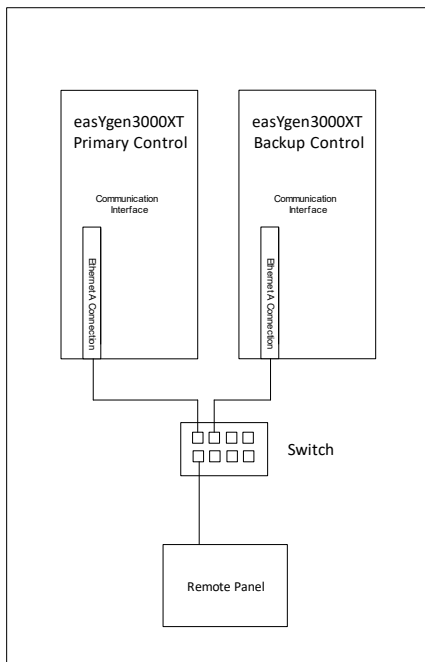 easYgen3000XT
Primary Control
Communication
Interface
Ethernet A Connection
easYgen3000XT
Backup Control
Communication
Interface
Ethernet A Connection
Switch
Remote Panel